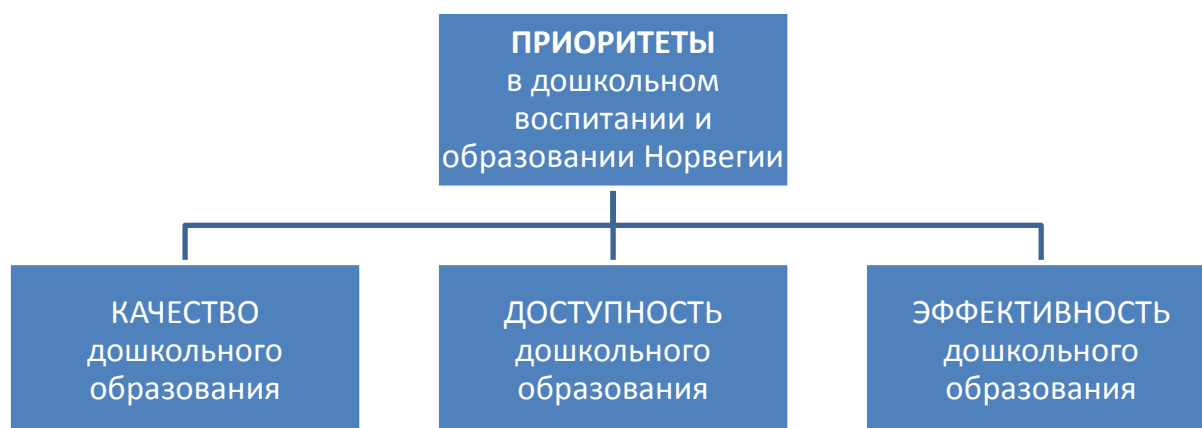 ПРИОРИТЕТЫ
в дошкольном
воспитании и
образовании Норвегии
КАЧЕСТВО
дошкольного
образования
ДОСТУПНОСТЬ
дошкольного
образования
ЭФФЕКТИВНОСТЬ
дошкольного
образования